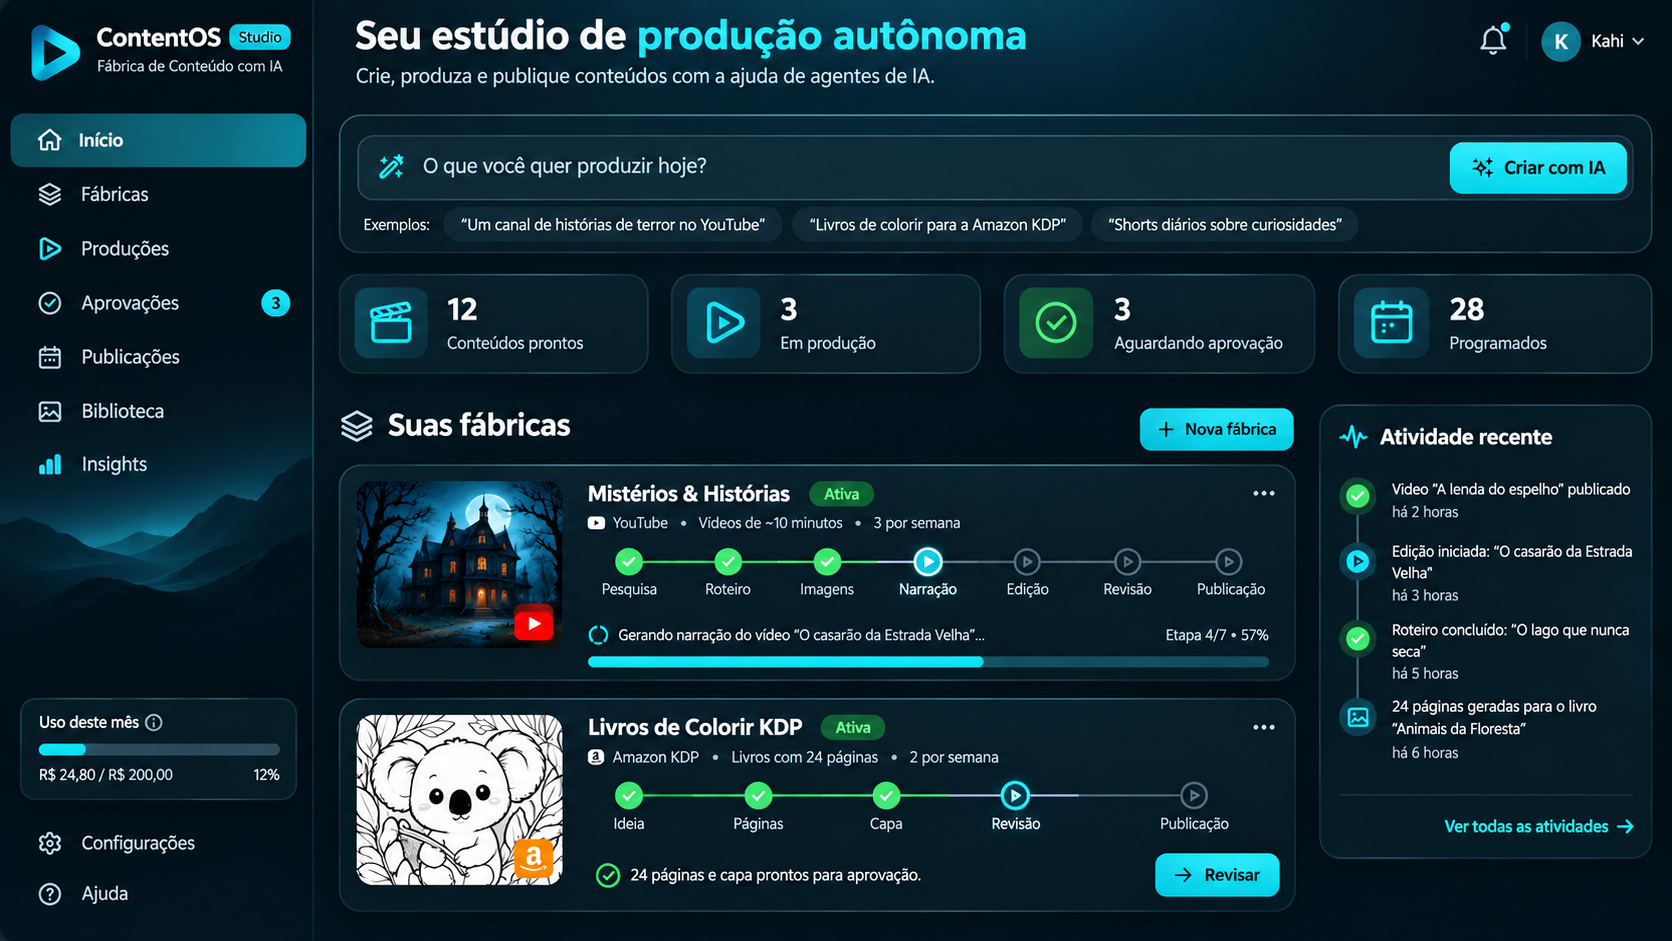 ContentOS Studio
Fábrica de Conteúdo com IA
Início
Fábricas
Produções
Aprovações 3
Publicações
Biblioteca
Insights
Uso deste mês
R$ 24,80 / R$ 200,00 12%
Configurações
Ajuda
Seu estúdio de produção autônoma
Crie, produza e publique conteúdos com a ajuda de agentes de IA.
K Kahi
O que você quer produzir hoje?
Criar com IA
Exemplos: “Um canal de histórias de terror no YouTube” “Livros de colorir para a Amazon KDP” “Shorts diários sobre curiosidades”
12
Conteúdos prontos
3
Em produção
3
Aguardando aprovação
28
Programados
Suas fábricas
+ Nova fábrica
Mistérios & Histórias Ativa
YouTube • Vídeos de ~10 minutos • 3 por semana
Pesquisa Roteiro Imagens Narração Edição Revisão Publicação
Gerando narração do vídeo “O casarão da Estrada Velha”...
Etapa 4/7 • 57%
Livros de Colorir KDP Ativa
a Amazon KDP • Livros com 24 páginas • 2 por semana
Ideia Páginas Capa Revisão Publicação
a
24 páginas e capa prontos para aprovação.
Revisar
Atividade recente
Video “A lenda do espelho” publicado
há 2 horas
Edição iniciada: “O casarão da Estrada
Velha”
há 3 horas
Roteiro concluído: “O lago que nunca
seca”
há 5 horas
24 páginas geradas para o livro
“Animais da Floresta”
há 6 horas
Ver todas as atividades